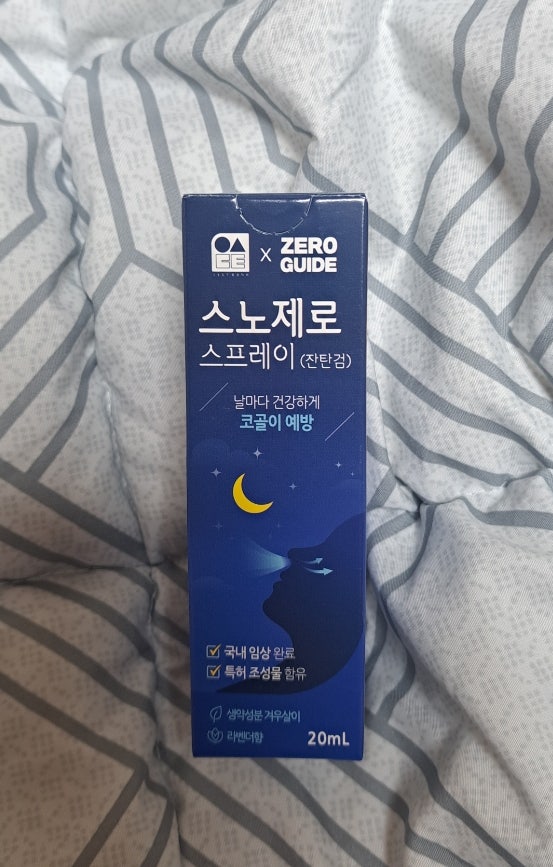 ZERO
GUIDE
X
스노제로
스프레이 (잔탄검)
날마다 건강하게
코골이 예방
국내 임상 완료
특허 조성물 함유
생약성분 겨우살이
라벤더향
20mL